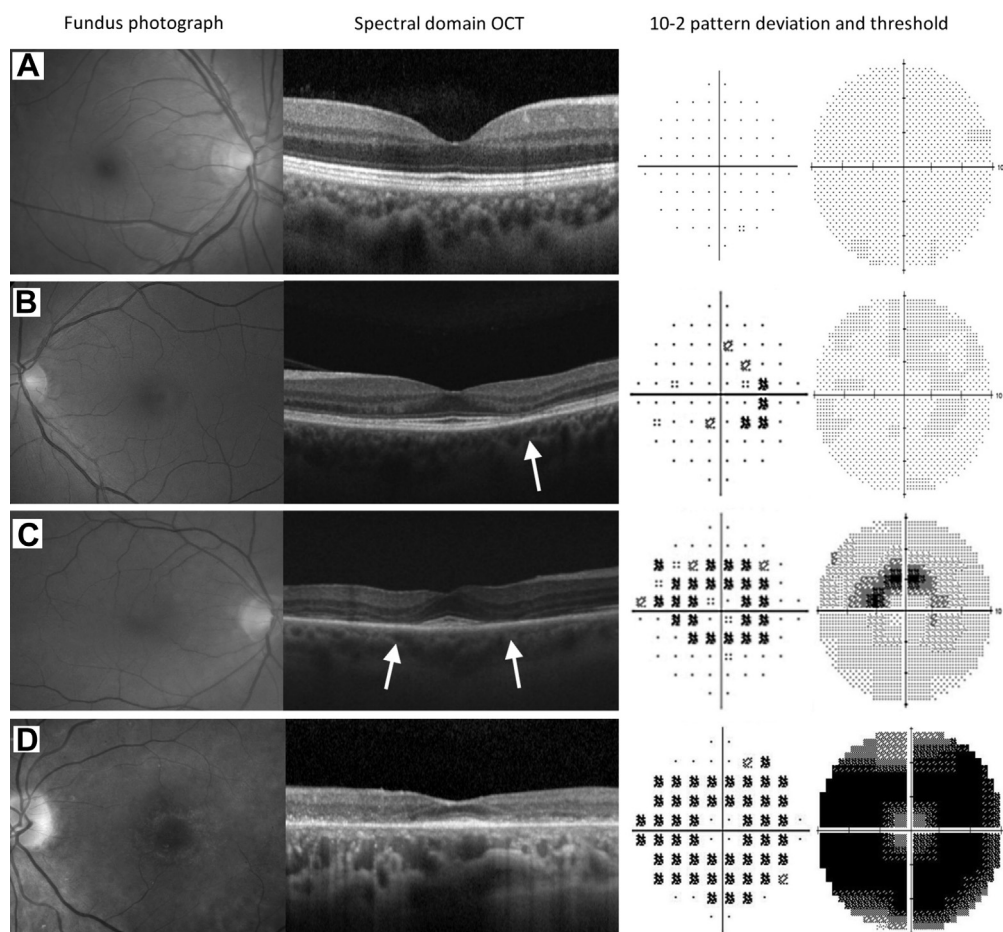 Fundus photograph
Spectral domain OCT
10-2 pattern deviation and threshold
A
10
B
10
C
10
D